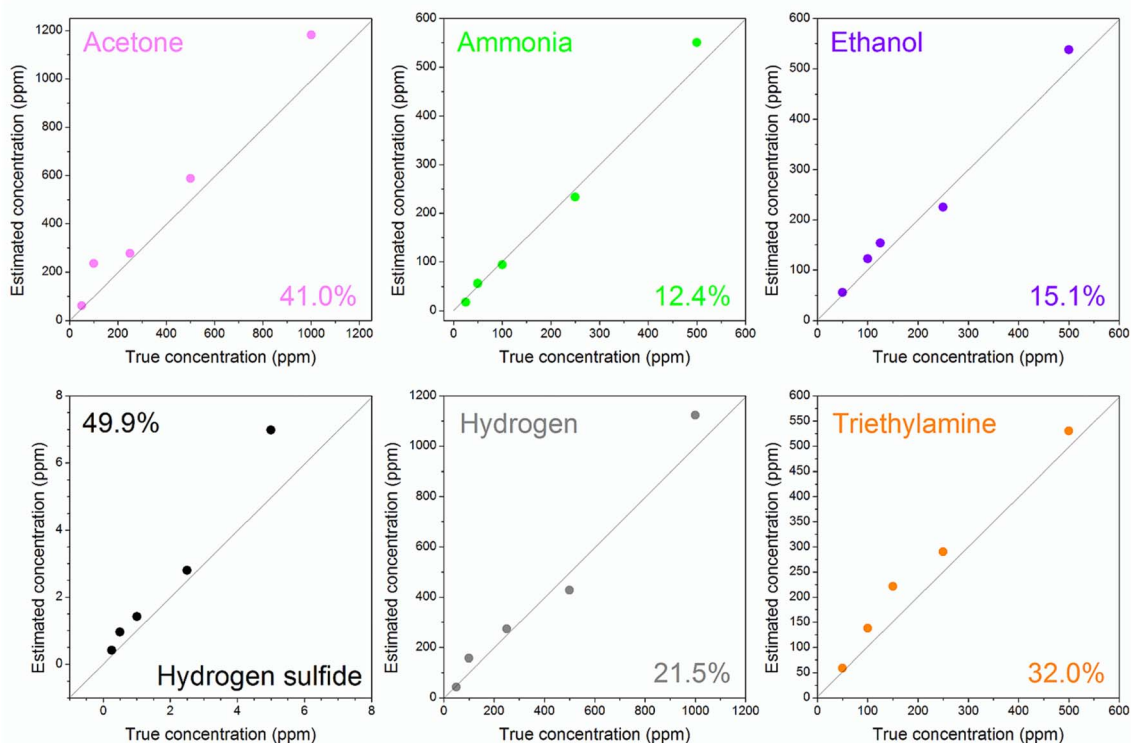 Acetone
41.0%
Estimated concentration (ppm)
1200
1000
800
600
400
200
0
0 200 400 600 800 1000 1200
True concentration (ppm)
Ammonia
12.4%
Estimated concentration (ppm)
600
500
400
300
200
100
0
0 100 200 300 400 500 600
True concentration (ppm)
Ethanol
15.1%
Estimated concentration (ppm)
600
500
400
300
200
100
0
0 100 200 300 400 500 600
True concentration (ppm)
49.9%
Hydrogen sulfide
Estimated concentration (ppm)
8
6
4
2
0
0 2 4 6 8
True concentration (ppm)
Hydrogen
21.5%
Estimated concentration (ppm)
1200
1000
800
600
400
200
0
0 200 400 600 800 1000 1200
True concentration (ppm)
Triethylamine
32.0%
Estimated concentration (ppm)
600
550
500
450
400
350
300
250
200
150
100
50
0
0 100 200 300 400 500 600
True concentration (ppm)